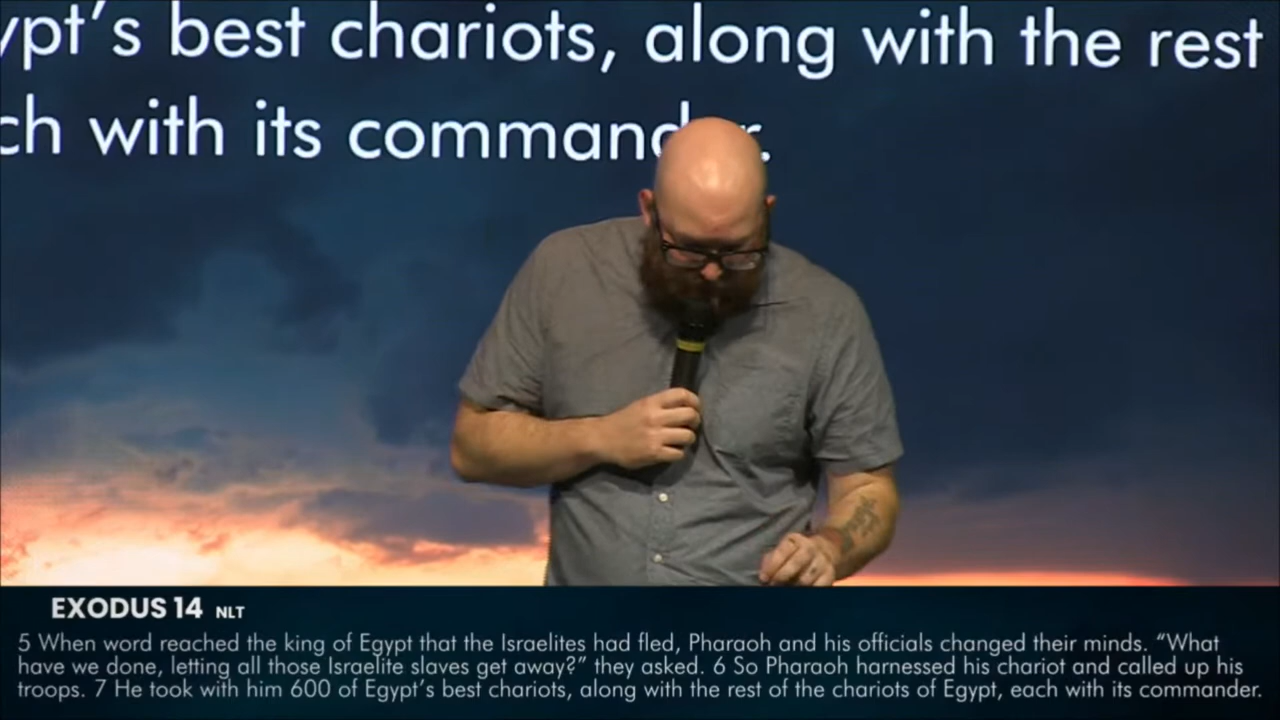 ypt's best chariots, along with the rest
ch with its comman r.
EXODUS 14 NLT
5 When word reached the king of Egypt that the Israelites had fled, Pharaoh and his officials changed their minds. “What
have we done, letting all those Israelite slaves get away?” they asked. 6 So Pharaoh harnessed his chariot and called up his
troops. 7 He took with him 600 of Egypt’s best chariots, along with the rest of the chariots of Egypt, each with its commander.